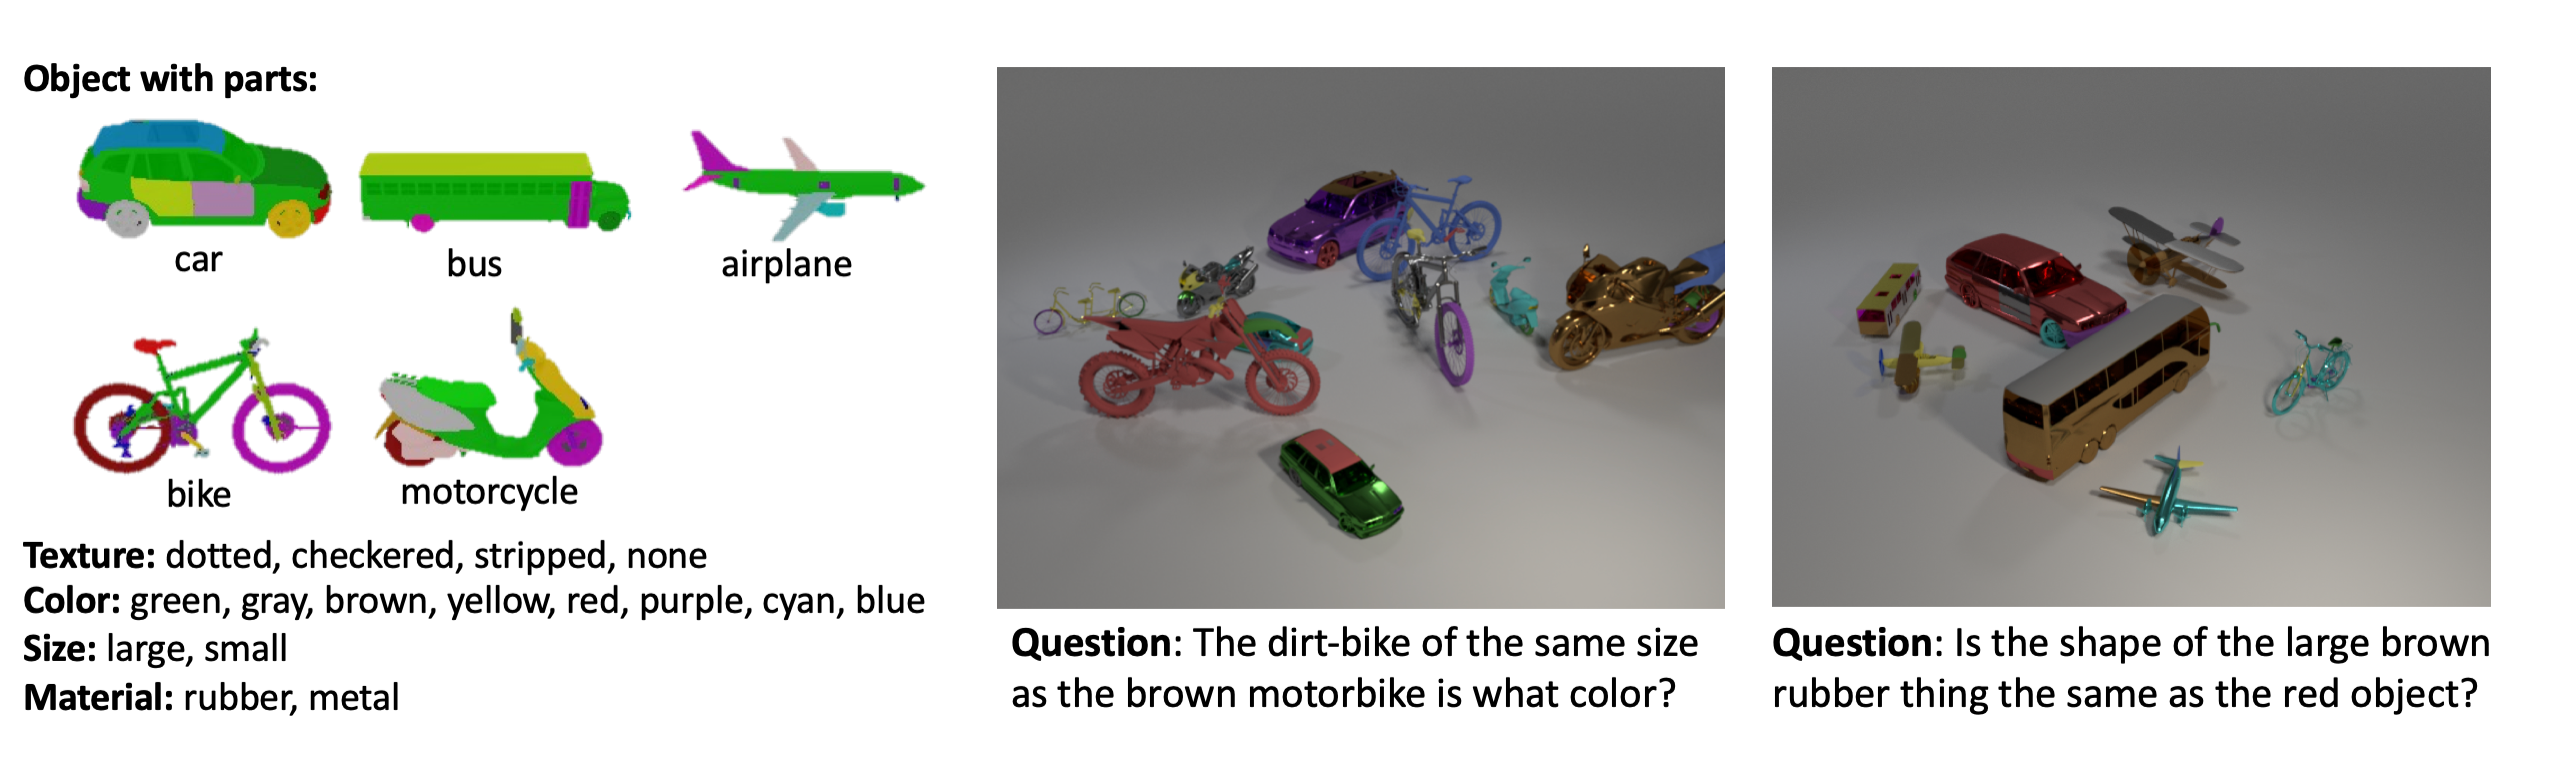 Object with parts:
car
bus
airplane
bike
motorcycle
Texture: dotted, checkered, stripped, none
Color: green, gray, brown, yellow, red, purple, cyan, blue
Size: large, small
Material: rubber, metal
Question: The dirt-bike of the same size
as the brown motorbike is what color?
Question: Is the shape of the large brown
rubber thing the same as the red object?